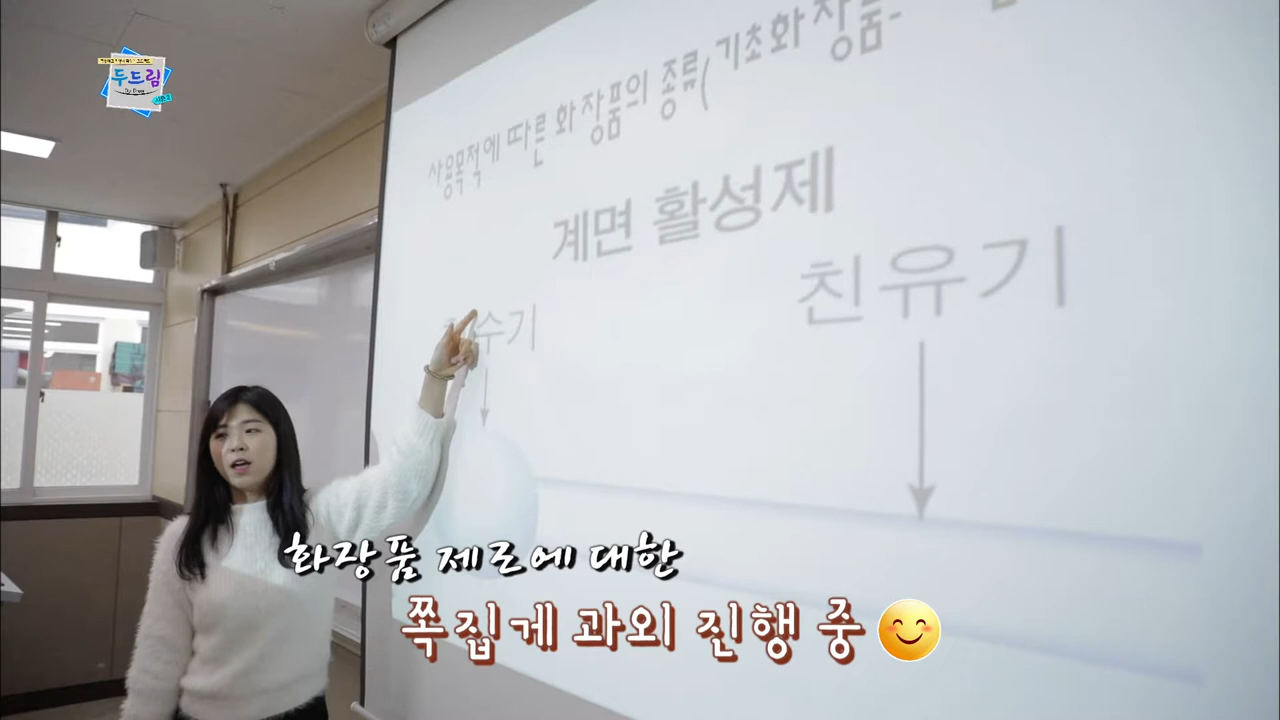 두드림
사용목적에 따른 화장품의 종류(기초화장품-
계면 활성제
친유기
수기
화장품 제조에 대한
쪽집게 과외 진행 중